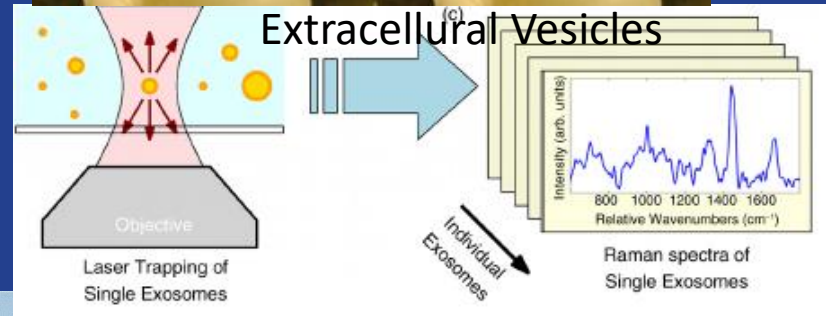 (c)
Extracellural Vesicles
Objective
Laser Trapping of
Single Exosomes
Individual
Exosomes
Intensity (arb. units)
800 1000 1200 1400 1600
Relative Wavenumbers (cm⁻¹)
Raman spectra of
Single Exosomes